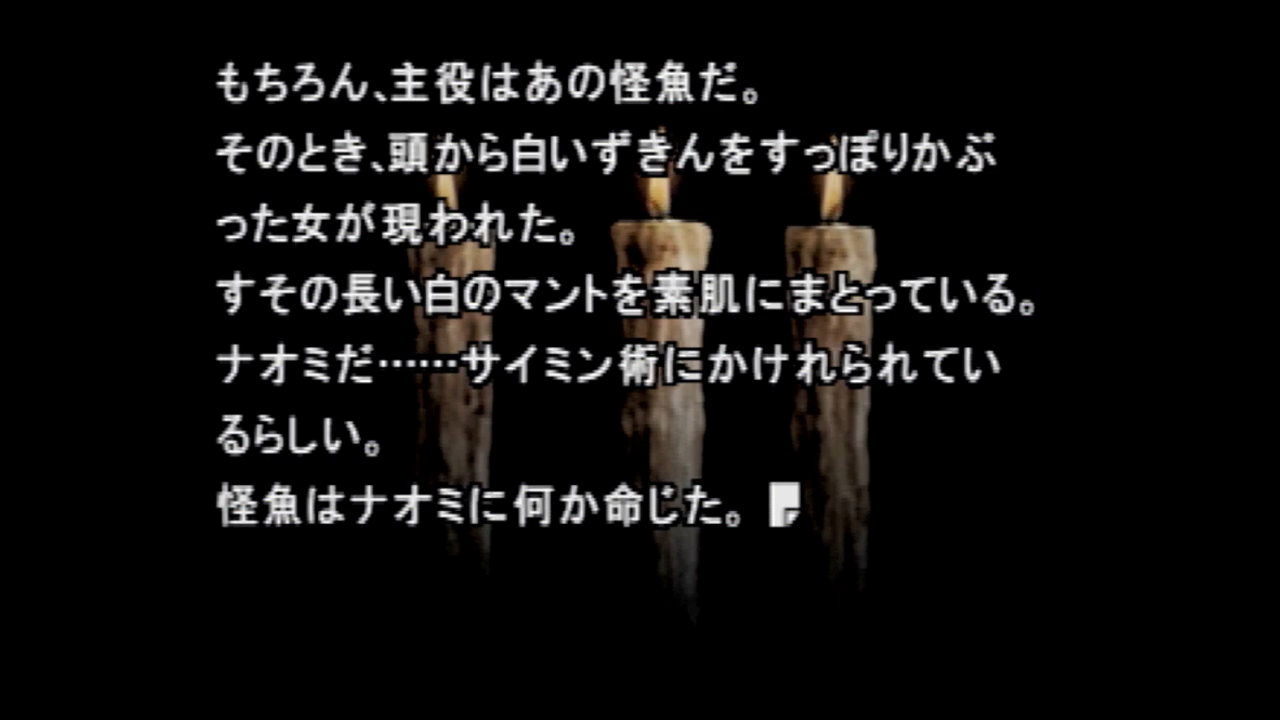 もちろん、主役はあの怪魚だ。
そのとき、頭から白いずきんをすっぽりかぶ
った女が現われた。
すその長い白のマントを素肌にまとっている。
ナオミだ……サイミン術にかけれられてい
るらしい。
怪魚はナオミに何か命じた。